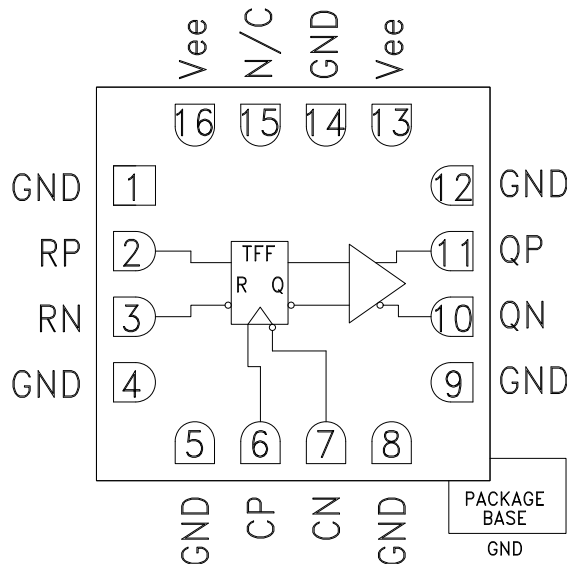 Vee
N/C
GND
Vee
16
15
14
13
GND
1
12
GND
RP
2
TFF
11
QP
R
Q
RN
3
10
QN
GND
4
9
GND
5
6
7
8
GND
CP
CN
GND
PACKAGE
BASE
GND